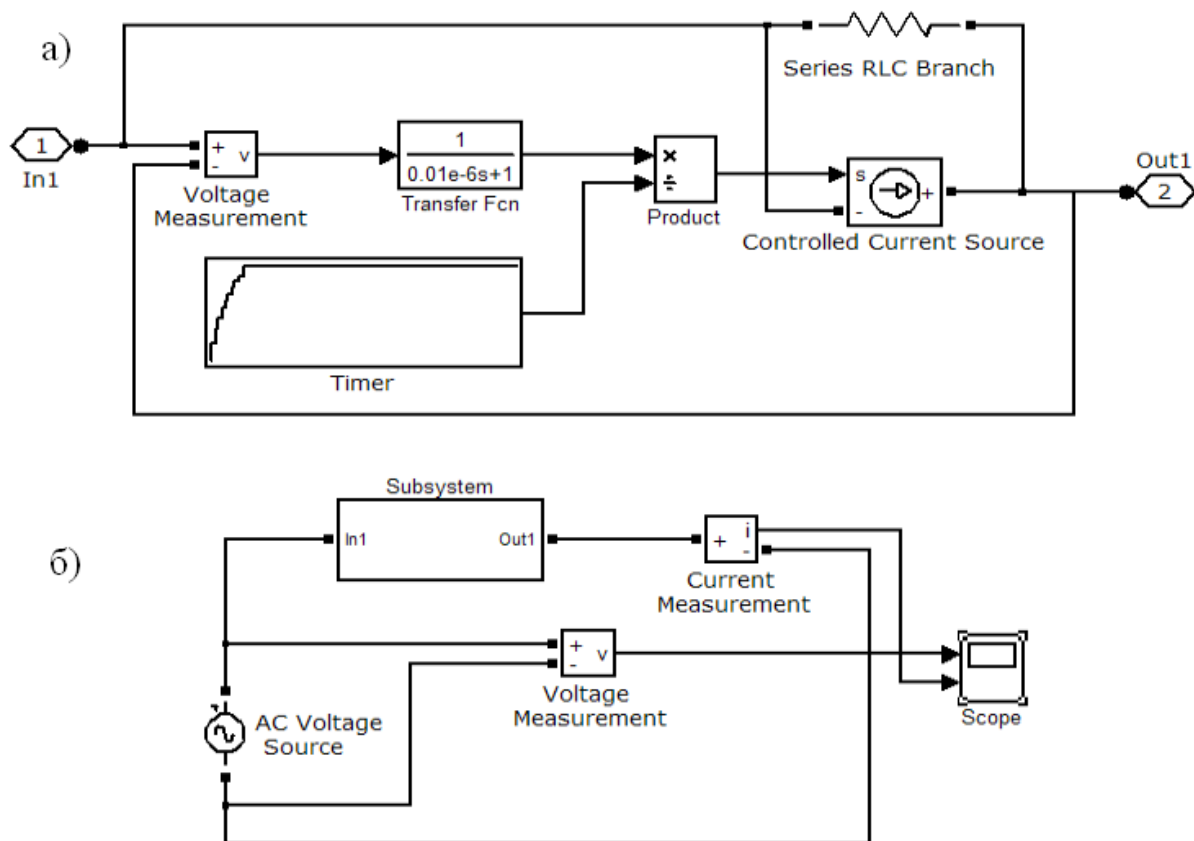 а)
Series RLC Branch
1
In1
+
-
v
Voltage
Measurement
1
0.01e-6s+1
Transfer Fcn
×
÷
Product
s
-
+
Controlled Current Source
Out1
2
Timer
б)
Subsystem
In1
Out1
+
i
-
Current
Measurement
+
-
v
Voltage
Measurement
AC Voltage
Source
Scope